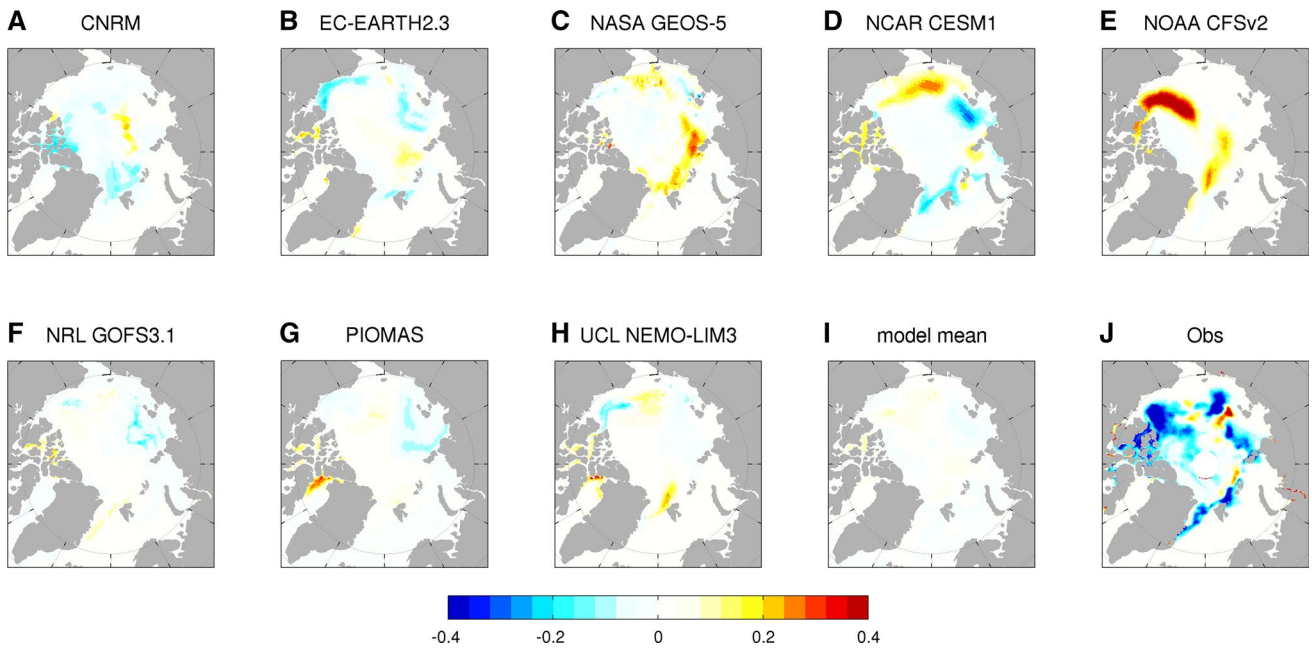 A CNRM
B EC-EARTH2.3
C NASA GEOS-5
D NCAR CESM1
E NOAA CFSv2
F NRL GOFS3.1
G PIOMAS
H UCL NEMO-LIM3
I model mean
J Obs
-0.4 -0.2 0 0.2 0.4